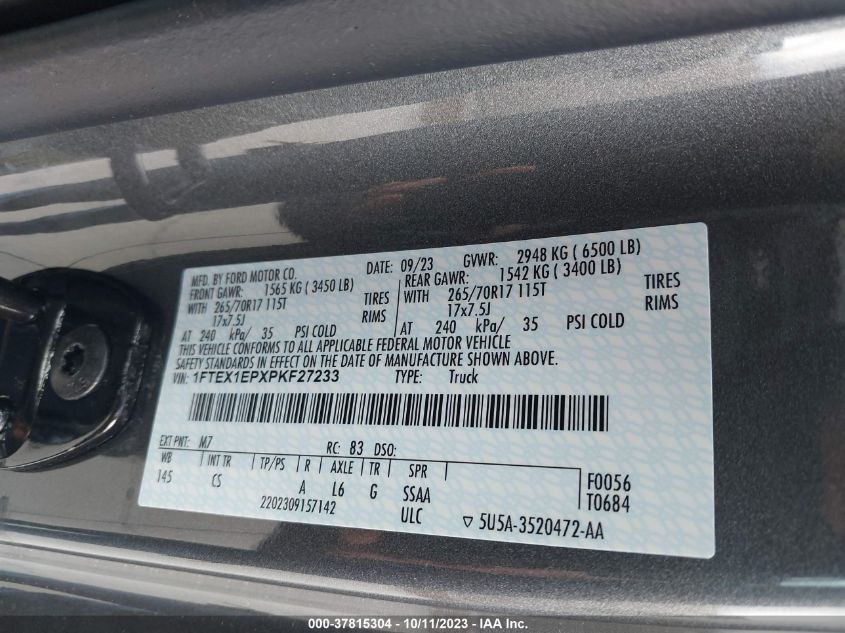 MFD. BY FORD MOTOR CO.
DATE: 09/23 GVWR: 2948 KG ( 6500 LB)
FRONT GAWR: 1565 KG ( 3450 LB)
WITH 265/70R17 115T TIRES
17x7.5J RIMS
AT 240 kPa/ 35 PSI COLD
REAR GAWR: 1542 KG ( 3400 LB)
WITH 265/70R17 115T TIRES
17x7.5J RIMS
AT 240 kPa/ 35 PSI COLD
THIS VEHICLE CONFORMS TO ALL APPLICABLE FEDERAL MOTOR VEHICLE
SAFETY STANDARDS IN EFFECT ON THE DATE OF MANUFACTURE SHOWN ABOVE.
VIN: 1FTEX1EPXPKF27233 TYPE: Truck
EXT PNT: M7 RC: 83 DSO:
WB INT TR TP/PS R AXLE TR SPR
145 CS A L6 G SSAA
F0056
T0684
2202309157142 ULC ▽ 5U5A-3520472-AA
000-37815304 - 10/11/2023 - IAA Inc.